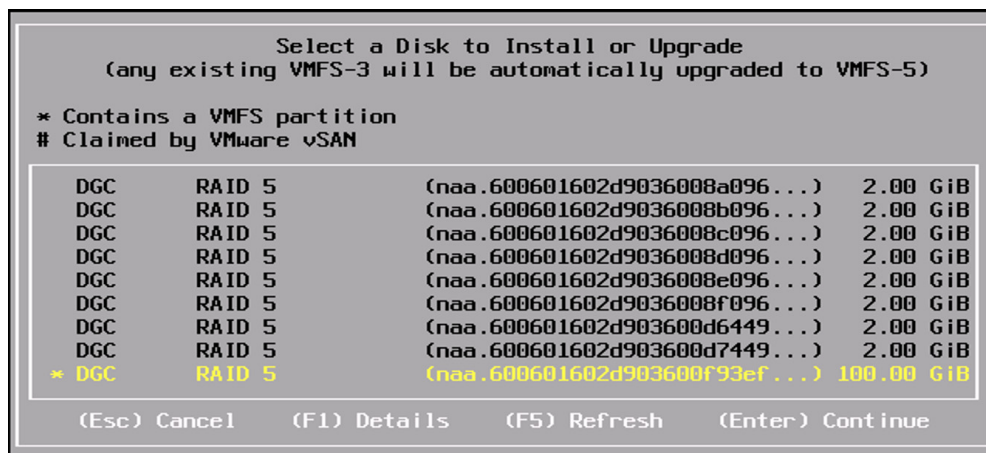 Select a Disk to Install or Upgrade
(any existing VMFS-3 will be automatically upgraded to VMFS-5)
* Contains a VMFS partition
# Claimed by VMware vSAN
DGC RAID 5 (naa.600601602d9036008a096...) 2.00 GiB
DGC RAID 5 (naa.600601602d9036008b096...) 2.00 GiB
DGC RAID 5 (naa.600601602d9036008c096...) 2.00 GiB
DGC RAID 5 (naa.600601602d9036008d096...) 2.00 GiB
DGC RAID 5 (naa.600601602d9036008e096...) 2.00 GiB
DGC RAID 5 (naa.600601602d9036008f096...) 2.00 GiB
DGC RAID 5 (naa.600601602d903600d6449...) 2.00 GiB
DGC RAID 5 (naa.600601602d903600d7449...) 2.00 GiB
* DGC RAID 5 (naa.600601602d903600f93ef...) 100.00 GiB
(Esc) Cancel (F1) Details (F5) Refresh (Enter) Continue